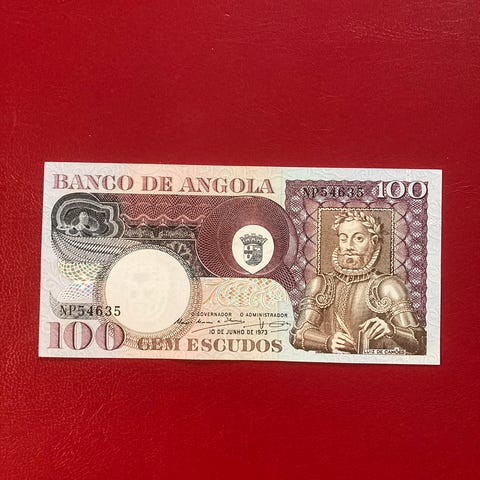 BANCO DE ANGOLA
NP54635 100
NP54635
O GOVERNADOR O ADMINISTRADOR
10 DE JUNHO DE 1973
100 CEM ESCUDOS
LUIZ DE CAMÕES